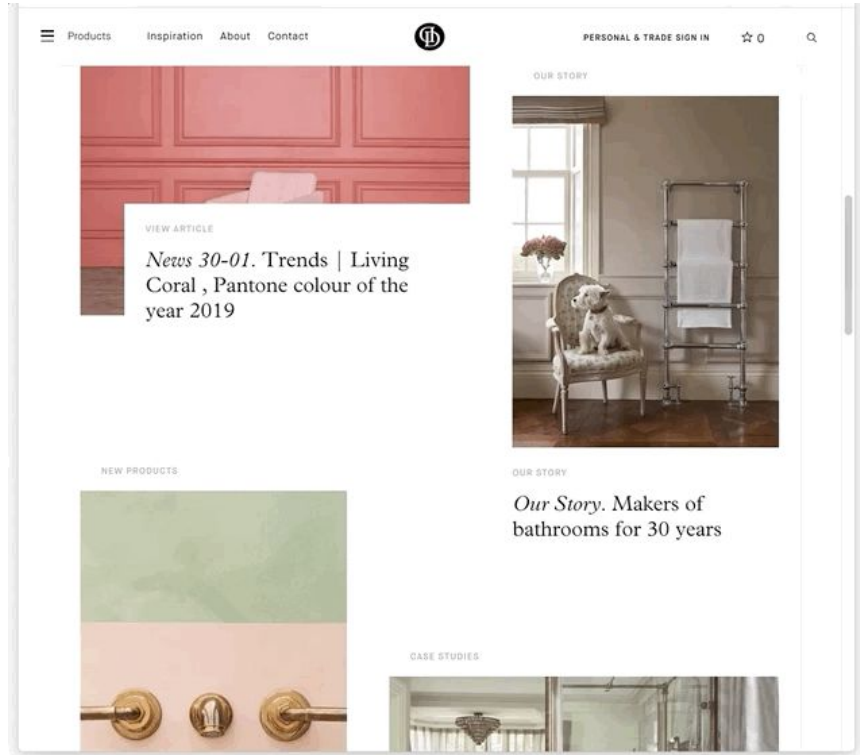 Products
Inspiration
About
Contact
PERSONAL & TRADE SIGN IN
0
OUR STORY
VIEW ARTICLE
News 30-01. Trends | Living
Coral , Pantone colour of the
year 2019
OUR STORY
Our Story. Makers of
bathrooms for 30 years
NEW PRODUCTS
CASE STUDIES